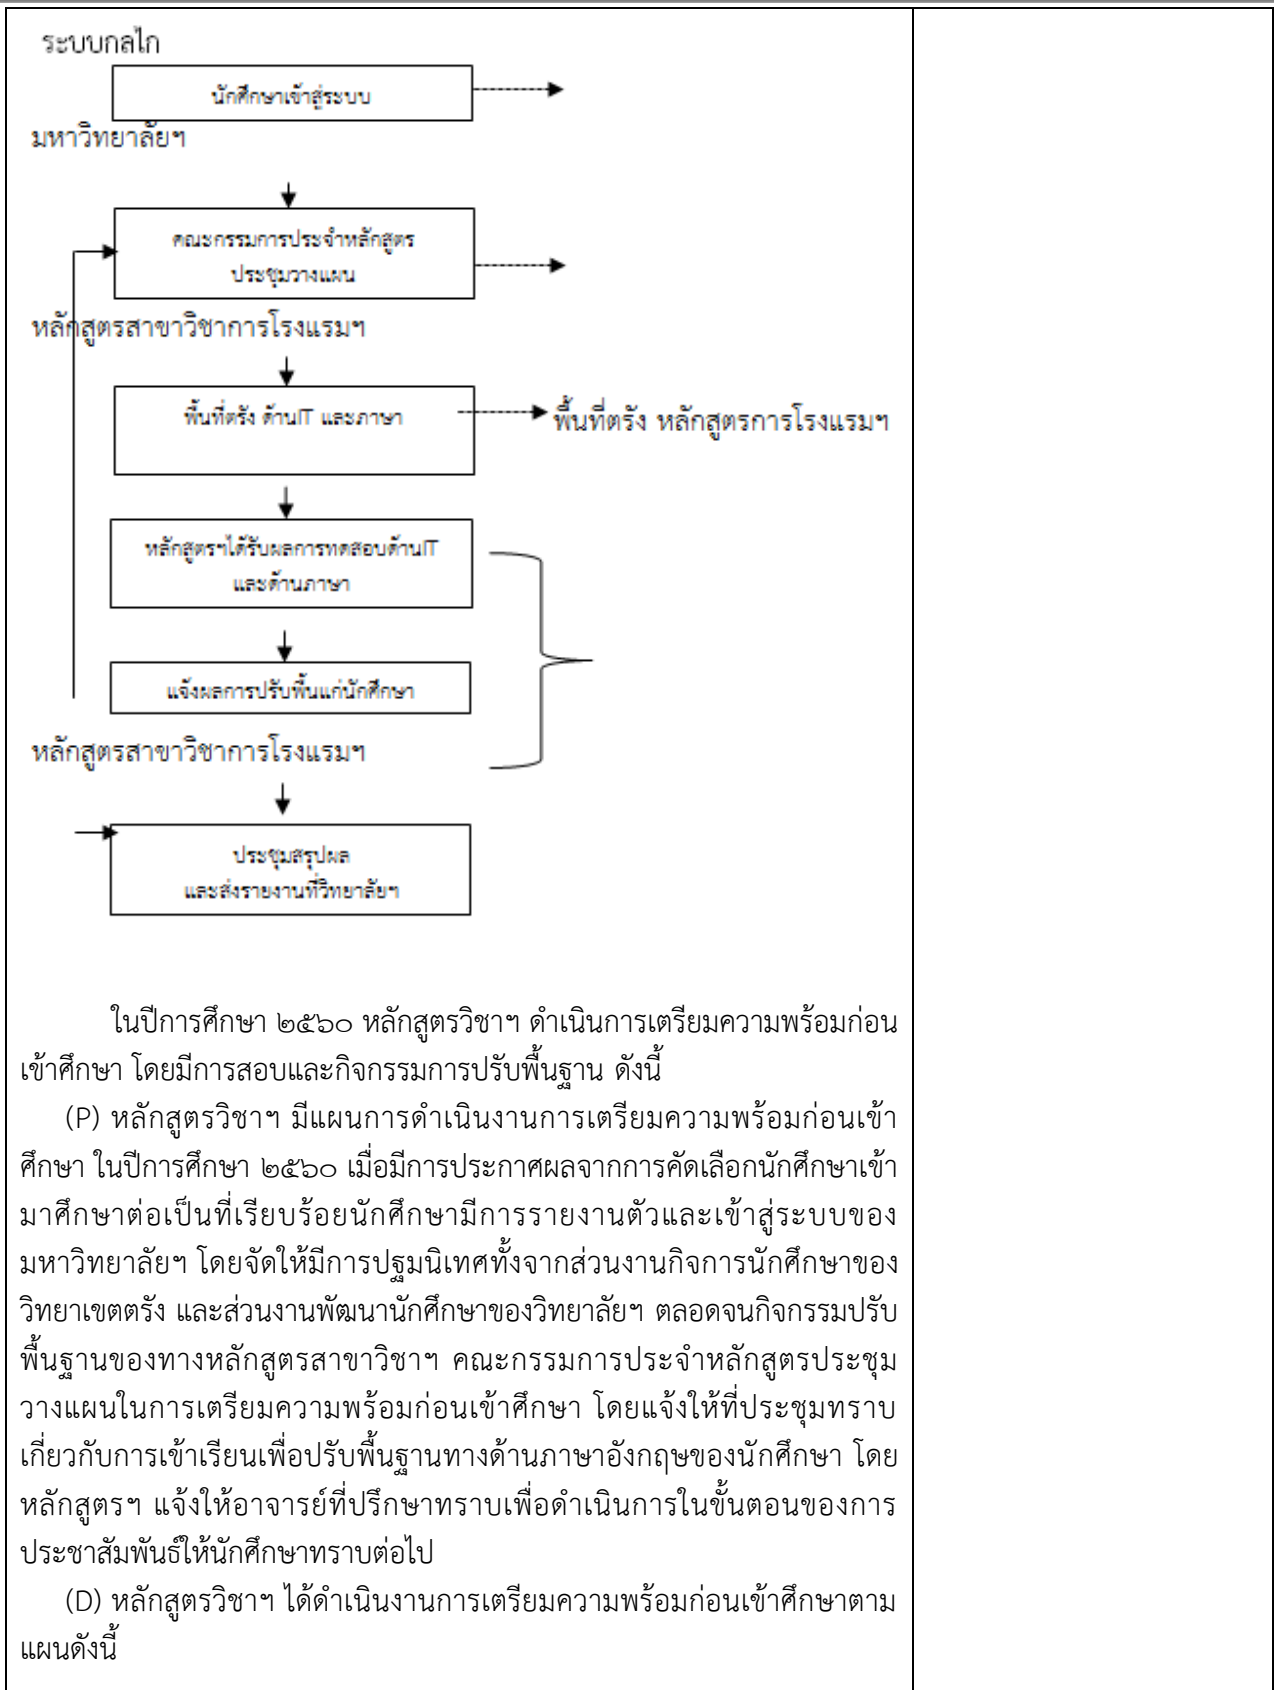 ระบบกลไก
นักศึกษาเข้าสู่ระบบ
มหาวิทยาลัยฯ
คณะกรรมการประจำหลักสูตร
ประชุมวางแผน
หลักสูตรสาขาวิชาการโรงแรมฯ
พื้นที่ตรัง ด้านIT และภาษา
พื้นที่ตรัง หลักสูตรการโรงแรมฯ
หลักสูตรฯได้รับผลการทดสอบด้านIT
และด้านภาษา
แจ้งผลการปรับพื้นแก่นักศึกษา
หลักสูตรสาขาวิชาการโรงแรมฯ
ประชุมสรุปผล
และส่งรายงานที่วิทยาลัยฯ
ในปีการศึกษา ๒๕๖๐ หลักสูตรวิชาฯ ดำเนินการเตรียมความพร้อมก่อน
เข้าศึกษา โดยมีการสอบและกิจกรรมการปรับพื้นฐาน ดังนี้
(P) หลักสูตรวิชาฯ มีแผนการดำเนินงานการเตรียมความพร้อมก่อนเข้า
ศึกษา ในปีการศึกษา ๒๕๖๐ เมื่อมีการประกาศผลจากการคัดเลือกนักศึกษาเข้า
มาศึกษาต่อเป็นที่เรียบร้อยนักศึกษามีการรายงานตัวและเข้าสู่ระบบของ
มหาวิทยาลัยฯ โดยจัดให้มีการปฐมนิเทศทั้งจากส่วนงานกิจการนักศึกษาของ
วิทยาเขตตรัง และส่วนงานพัฒนานักศึกษาของวิทยาลัยฯ ตลอดจนกิจกรรมปรับ
พื้นฐานของทางหลักสูตรสาขาวิชาฯ คณะกรรมการประจำหลักสูตรประชุม
วางแผนในการเตรียมความพร้อมก่อนเข้าศึกษา โดยแจ้งให้ที่ประชุมทราบ
เกี่ยวกับการเข้าเรียนเพื่อปรับพื้นฐานทางด้านภาษาอังกฤษของนักศึกษา โดย
หลักสูตรฯ แจ้งให้อาจารย์ที่ปรึกษาทราบเพื่อดำเนินการในขั้นตอนของการ
ประชาสัมพันธ์ให้นักศึกษาทราบต่อไป
(D) หลักสูตรวิชาฯ ได้ดำเนินงานการเตรียมความพร้อมก่อนเข้าศึกษาตาม
แผนดังนี้